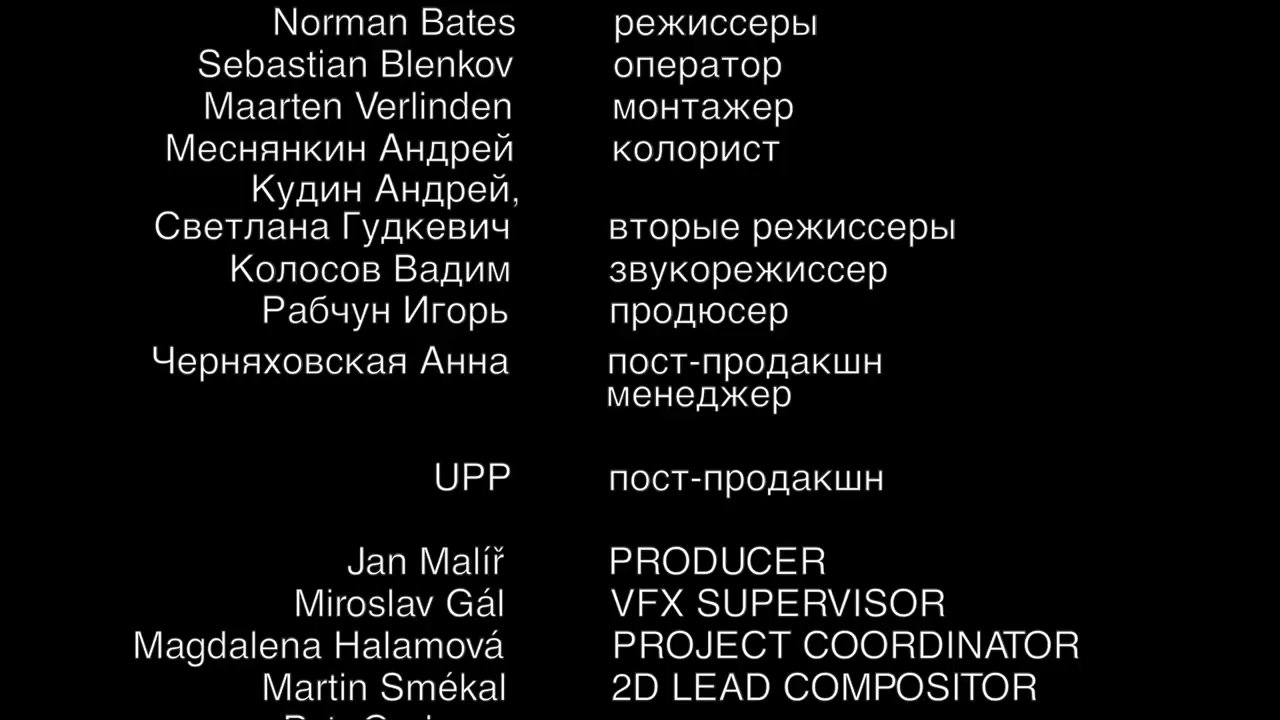 Norman Bates режиссеры
Sebastian Blenkov оператор
Maarten Verlinden монтажер
Меснянкин Андрей колорист
Кудин Андрей,
Светлана Гудкевич вторые режиссеры
Колосов Вадим звукорежиссер
Рабчун Игорь продюсер
Черняховская Анна пост-продакшн
менеджер
UPP пост-продакшн
Jan Malíř PRODUCER
Miroslav Gál VFX SUPERVISOR
Magdalena Halamová PROJECT COORDINATOR
Martin Smékal 2D LEAD COMPOSITOR